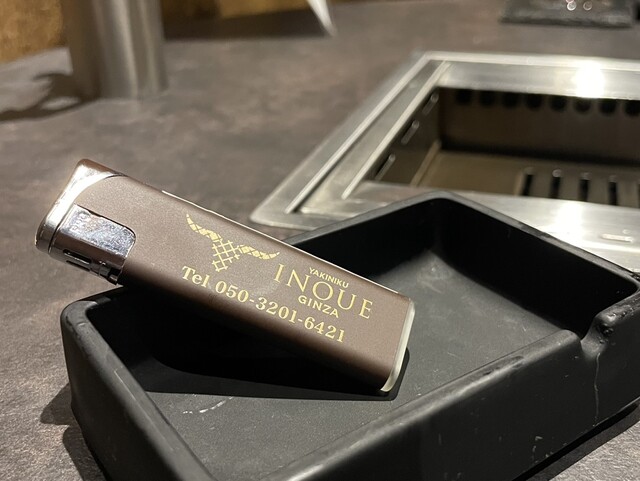 YAKINIKU
INOUE
GINZA
Tel 050-3201-6421